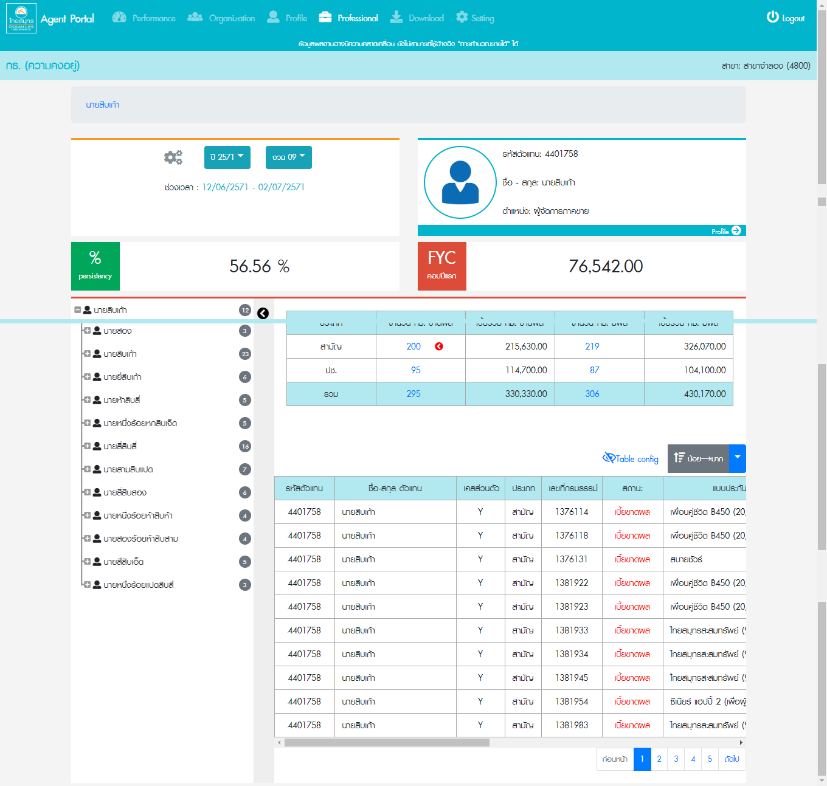 ไทยสมุทร
OCEAN LIFE
Agent Portal
Performance
Organization
Profile
Professional
Download
Setting
Logout
ข้อมูลผลงานอาจมีความคลาดเคลื่อน ยังไม่สามารถใช้อ้างอิง "การคำนวณรายได้" ได้
กธ. (ความคงอยู่)
สาขา: สาขาจำลอง (4800)
นายสิบเก้า
ปี 2571
งวด 09
ช่วงเวลา : 12/06/2571 - 02/07/2571
รหัสตัวแทน: 4401758
ชื่อ - สกุล: นายสิบเก้า
ตำแหน่ง: ผู้จัดการภาคขาย
Profile
%
persistency
56.56 %
FYC
คอมปีแรก
76,542.00
นายสิบเก้า 12
นายสอง 3
นายสิบเก้า 23
นายยี่สิบเก้า 6
นายห้าสิบสี่ 5
นายหนึ่งร้อยหกสิบเจ็ด 5
นายสี่สิบสี่ 16
นายสามสิบแปด 7
นายสี่สิบสอง 6
นายหนึ่งร้อยห้าสิบห้า 4
นายสองร้อยห้าสิบสาม 4
นายสี่สิบเอ็ด 5
นายหนึ่งร้อยแปดสิบสี่ 3
สามัญ 200 215,630.00 219 326,070.00
ปช. 95 114,700.00 87 104,100.00
รวม 295 330,330.00 306 430,170.00
Table config
น้อย→มาก
รหัสตัวแทน ชื่อ-สกุล ตัวแทน เคสส่วนตัว ประเภท เลขที่กรมธรรม์ สถานะ แบบประกัน
4401758 นายสิบเก้า Y สามัญ 1376114 เบี้ยขาดผล เพื่อนคู่ชีวิต B450 (20,
4401758 นายสิบเก้า Y สามัญ 1376118 เบี้ยขาดผล เพื่อนคู่ชีวิต B450 (20,
4401758 นายสิบเก้า Y สามัญ 1376131 เบี้ยขาดผล สบายชัวร์
4401758 นายสิบเก้า Y สามัญ 1381922 เบี้ยขาดผล เพื่อนคู่ชีวิต B450 (20,
4401758 นายสิบเก้า Y สามัญ 1381923 เบี้ยขาดผล เพื่อนคู่ชีวิต B450 (20,
4401758 นายสิบเก้า Y สามัญ 1381933 เบี้ยขาดผล ไทยสมุทรสะสมทรัพย์ (
4401758 นายสิบเก้า Y สามัญ 1381934 เบี้ยขาดผล ไทยสมุทรสะสมทรัพย์ (
4401758 นายสิบเก้า Y สามัญ 1381945 เบี้ยขาดผล ไทยสมุทรสะสมทรัพย์ (
4401758 นายสิบเก้า Y สามัญ 1381954 เบี้ยขาดผล ซีเนียร์ แฮปปี้ 2 (เพื่อผู้
4401758 นายสิบเก้า Y สามัญ 1381983 เบี้ยขาดผล ไทยสมุทรสะสมทรัพย์ (
ก่อนหน้า 1 2 3 4 5 ถัดไป